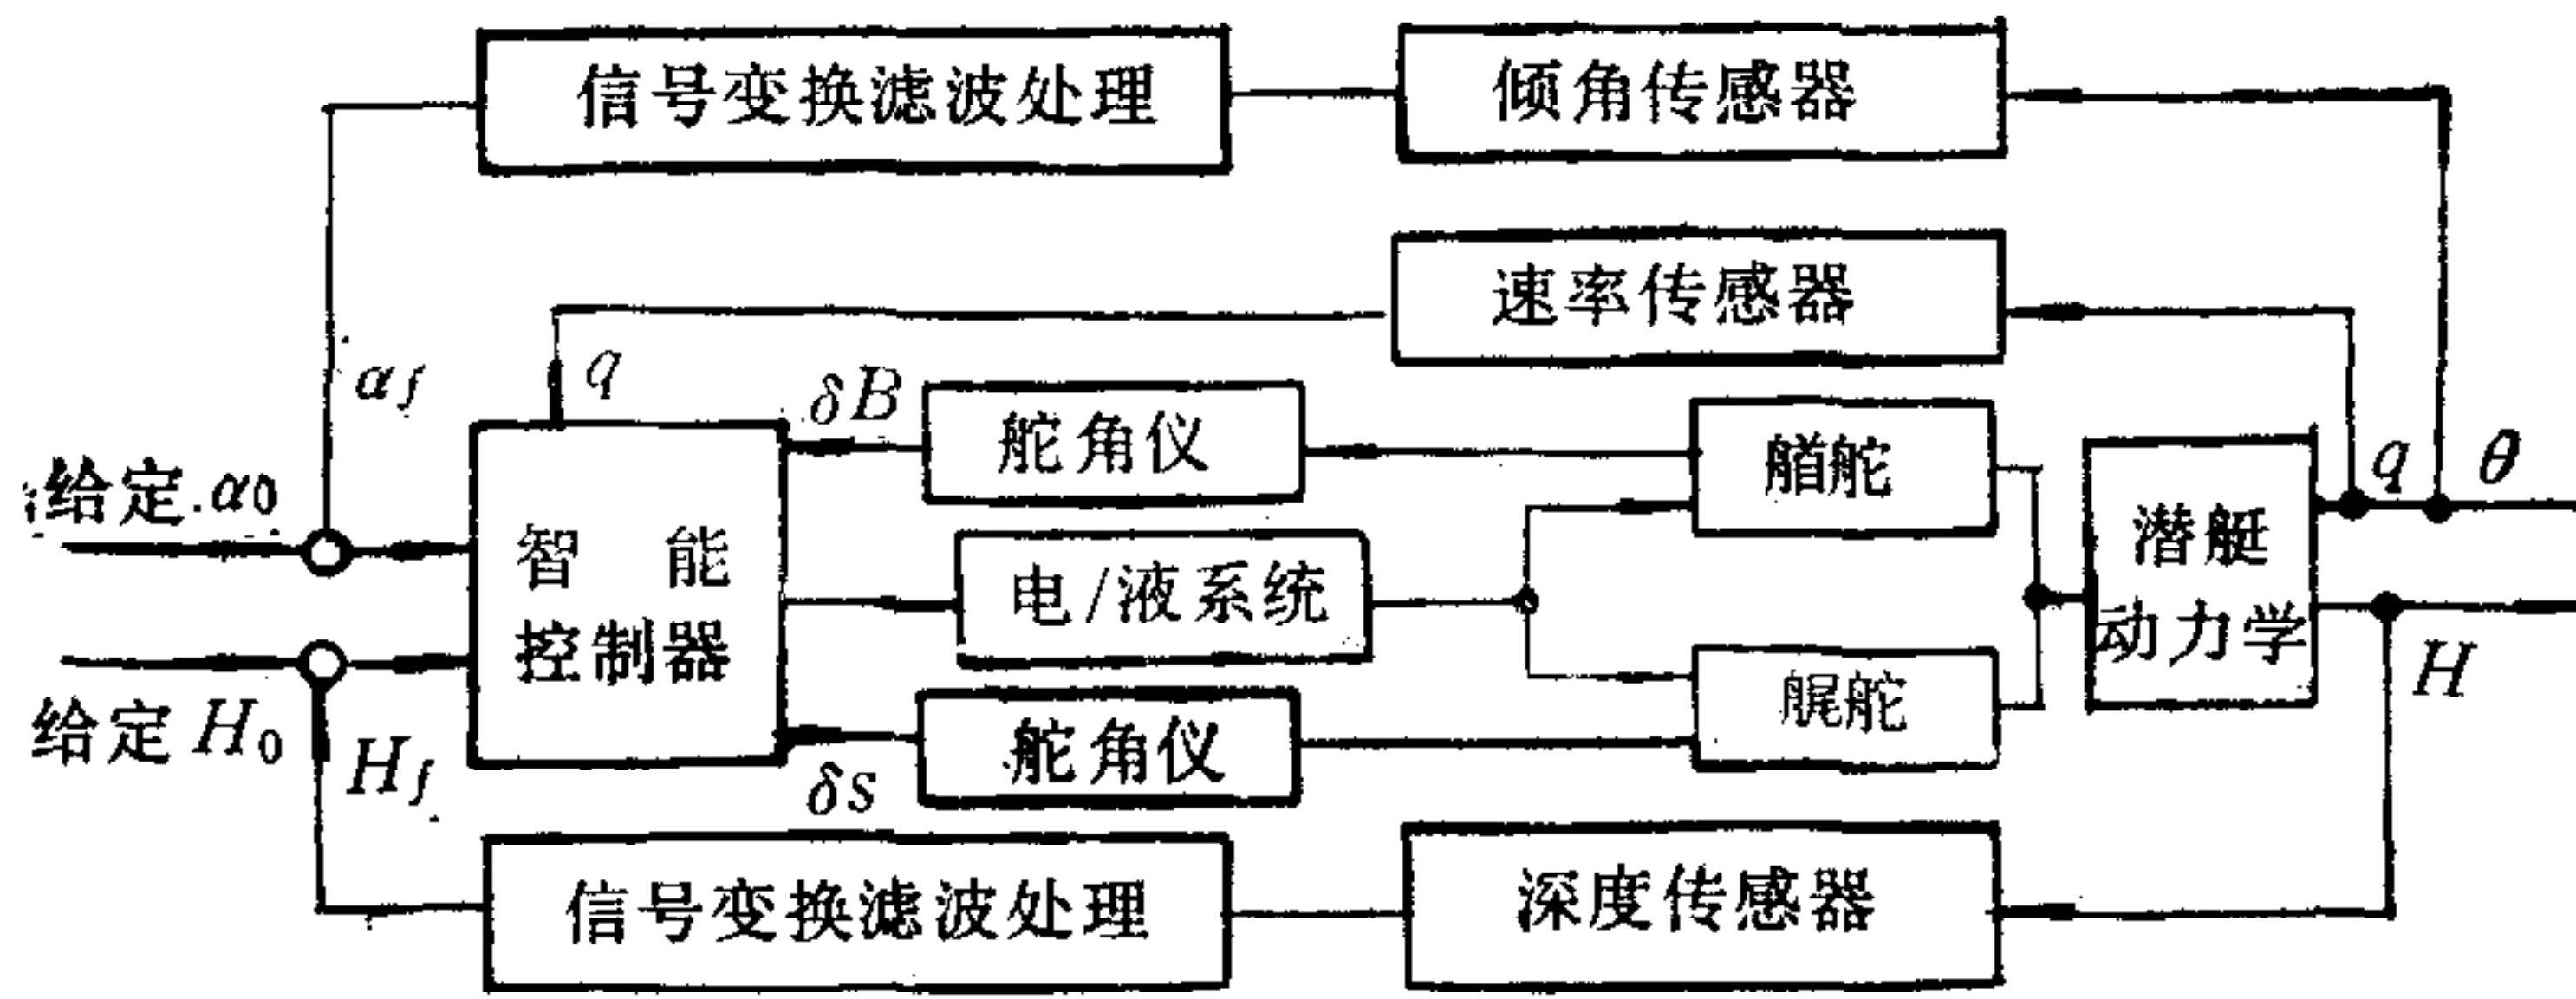 信号变换滤波处理
倾角传感器
速率传感器
αf
q
δB
舵角仪
艏舵
q
θ
给定 α0
智能
控制器
电/液系统
潜艇
动力学
给定 H0
Hf
δs
舵角仪
艉舵
H
信号变换滤波处理
深度传感器